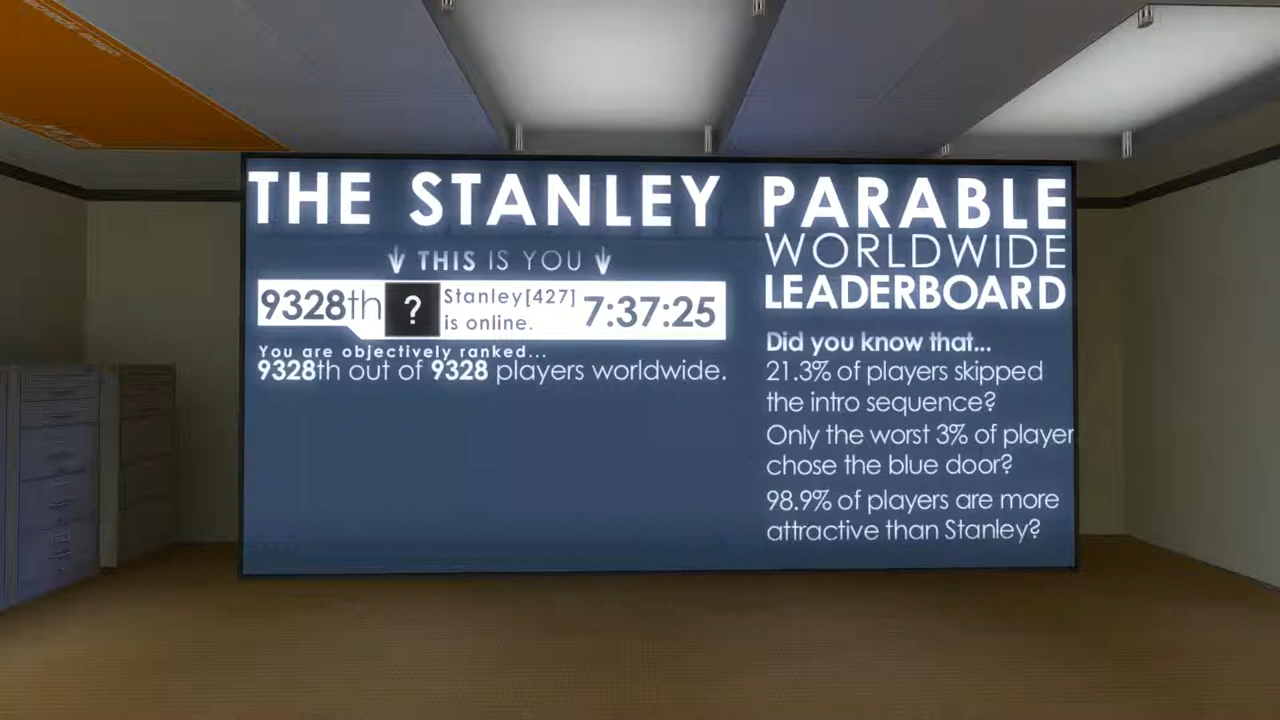 THE STANLEY PARABLE
WORLDWIDE
LEADERBOARD
THIS IS YOU
9328th ? Stanley[427] is online. 7:37:25
You are objectively ranked...
9328th out of 9328 players worldwide.
Did you know that...
21.3% of players skipped
the intro sequence?
Only the worst 3% of player
chose the blue door?
98.9% of players are more
attractive than Stanley?